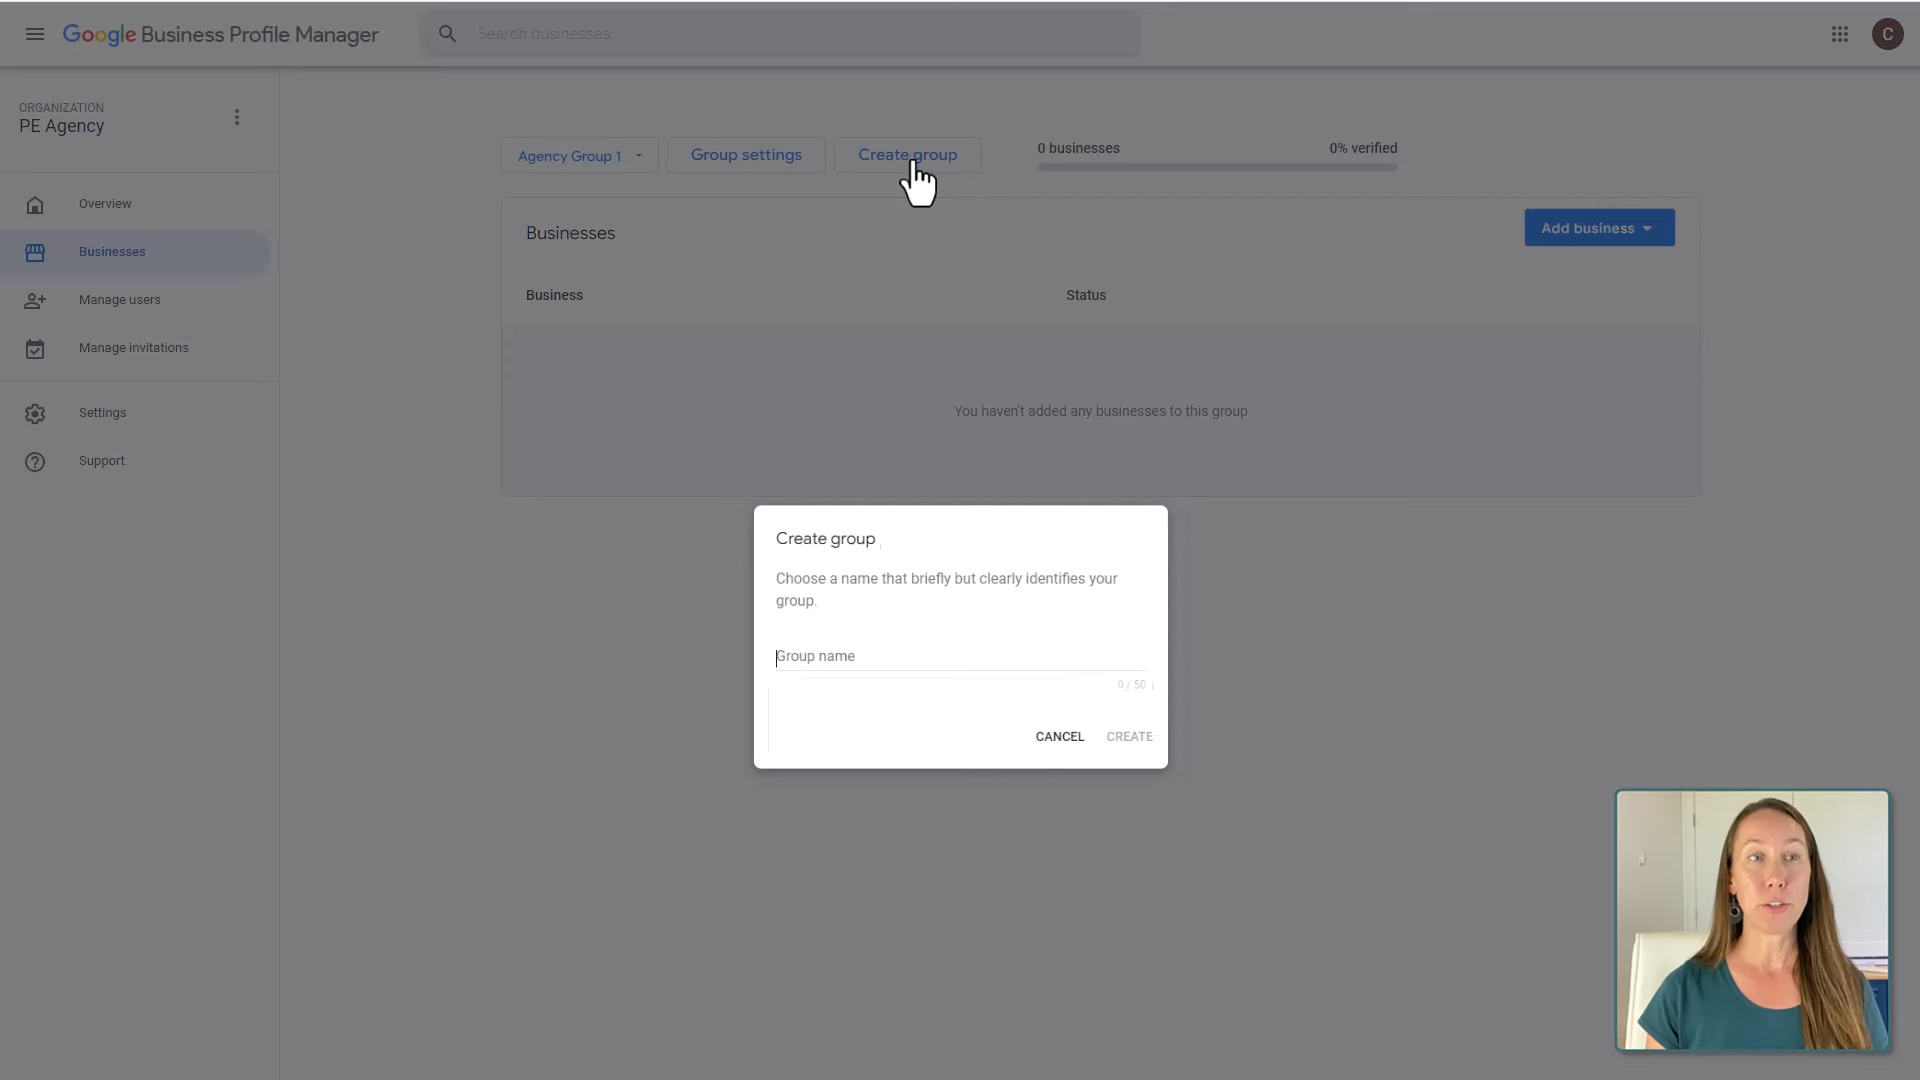 Google Business Profile Manager
Search businesses
C
ORGANIZATION
PE Agency
Overview
Businesses
Manage users
Manage invitations
Settings
Support
Agency Group 1
Group settings
Create group
0 businesses
0% verified
Businesses
Add business
Business
Status
You haven't added any businesses to this group
Create group
Choose a name that briefly but clearly identifies your
group.
Group name
0 / 50
CANCEL
CREATE